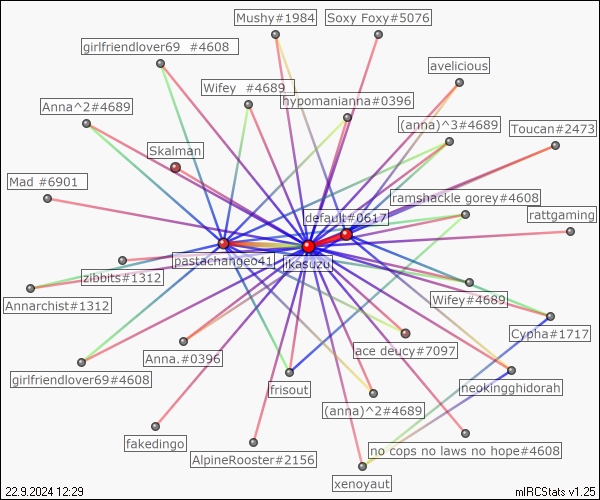 Mushy#1984
Soxy Foxy#5076
girlfriendlover69 #4608
avelicious
Wifey #4689
hypomanianna#0396
Anna^2#4689
(anna)^3#4689
Toucan#2473
Skalman
Mad #6901
ramshackle gorey#4608
default#0617
rattgaming
pastachangeo41
ikasuzu
zibbits#1312
Annarchist#1312
Wifey#4689
Cypha#1717
Anna.#0396
ace deucy#7097
girlfriendlover69#4608
frisout
neokingghidorah
(anna)^2#4689
fakedingo
AlpineRooster#2156
no cops no laws no hope#4608
xenoyaut
22.9.2024 12:29
mIRCStats v1.25